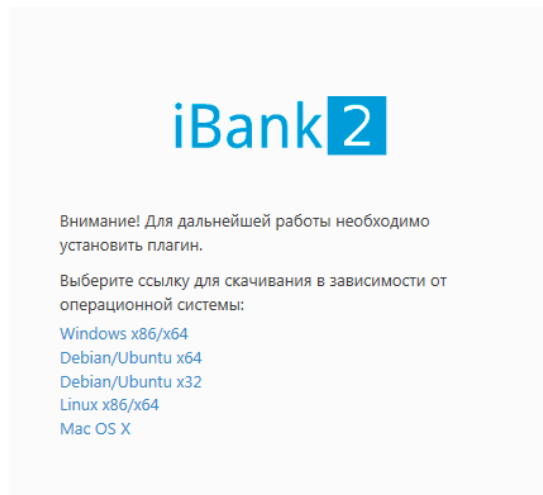 iBank 2
Внимание! Для дальнейшей работы необходимо
установить плагин.
Выберите ссылку для скачивания в зависимости от
операционной системы:
Windows x86/x64
Debian/Ubuntu x64
Debian/Ubuntu x32
Linux x86/x64
Mac OS X